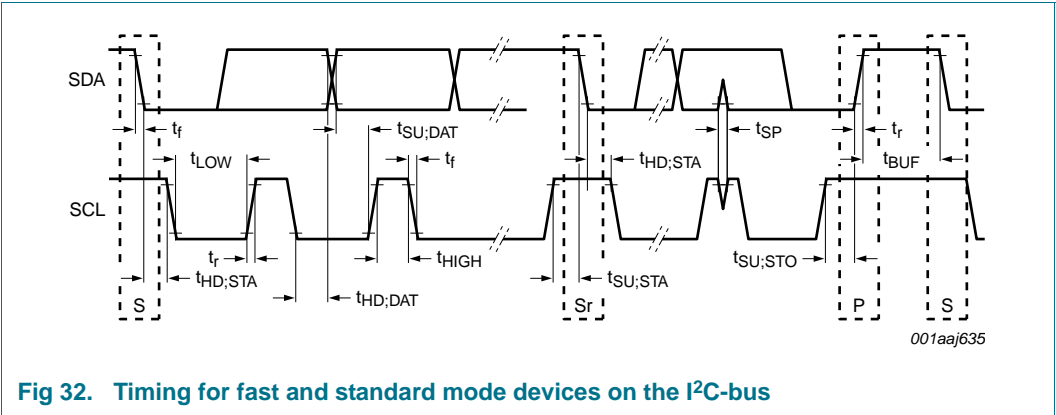 SDA
t_f
t_SU;DAT
t_SP
t_r
t_LOW
t_f
t_HD;STA
t_BUF
SCL
t_r
t_HIGH
t_SU;STO
t_HD;STA
t_SU;STA
t_HD;DAT
S
Sr
P
S
001aaj635
Fig 32. Timing for fast and standard mode devices on the I²C-bus